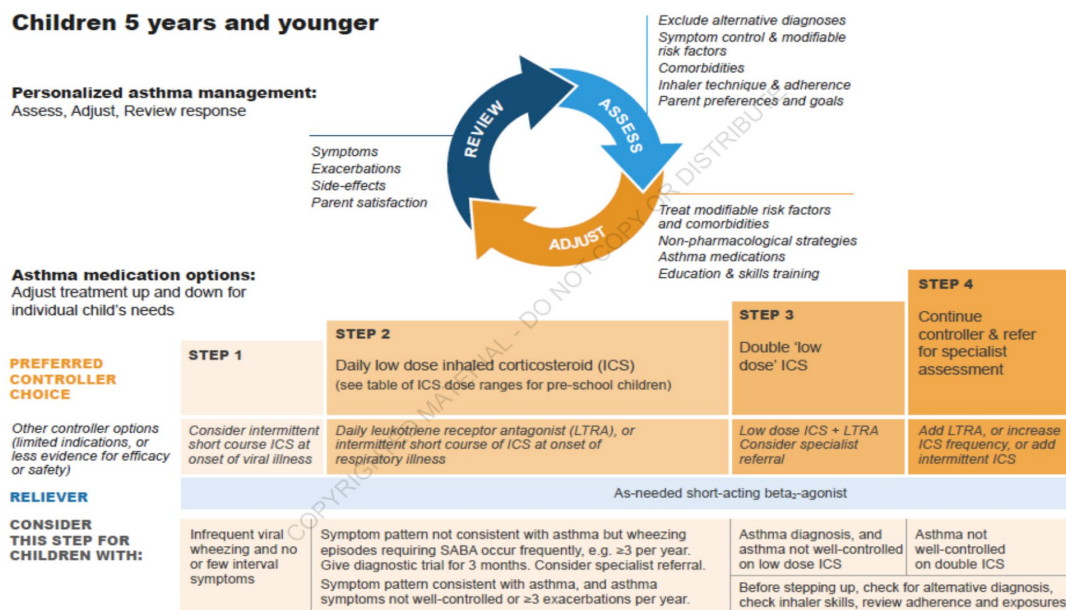 Children 5 years and younger
Exclude alternative diagnoses
Symptom control & modifiable
risk factors
Comorbidities
Inhaler technique & adherence
Parent preferences and goals
Personalized asthma management:
Assess, Adjust, Review response
REVIEW
ASSESS
ADJUST
Symptoms
Exacerbations
Side-effects
Parent satisfaction
Treat modifiable risk factors
and comorbidities
Non-pharmacological strategies
Asthma medications
Education & skills training
Asthma medication options:
Adjust treatment up and down for
individual child's needs
PREFERRED
CONTROLLER
CHOICE
STEP 1
STEP 2
Daily low dose inhaled corticosteroid (ICS)
(see table of ICS dose ranges for pre-school children)
STEP 3
Double 'low
dose' ICS
STEP 4
Continue
controller & refer
for specialist
assessment
Other controller options
(limited indications, or
less evidence for efficacy
or safety)
Consider intermittent
short course ICS at
onset of viral illness
Daily leukotriene receptor antagonist (LTRA), or
intermittent short course of ICS at onset of
respiratory illness
Low dose ICS + LTRA
Consider specialist
referral
Add LTRA, or increase
ICS frequency, or add
intermittent ICS
RELIEVER
As-needed short-acting beta₂-agonist
CONSIDER
THIS STEP FOR
CHILDREN WITH:
Infrequent viral
wheezing and no
or few interval
symptoms
Symptom pattern not consistent with asthma but wheezing
episodes requiring SABA occur frequently, e.g. ≥3 per year.
Give diagnostic trial for 3 months. Consider specialist referral.
Symptom pattern consistent with asthma, and asthma
symptoms not well-controlled or ≥3 exacerbations per year.
Asthma diagnosis, and
asthma not well-controlled
on low dose ICS
Asthma not
well-controlled
on double ICS
Before stepping up, check for alternative diagnosis,
check inhaler skills, review adherence and exposures
COPYRIGHTED MATERIAL - DO NOT COPY OR DISTRIBUTE